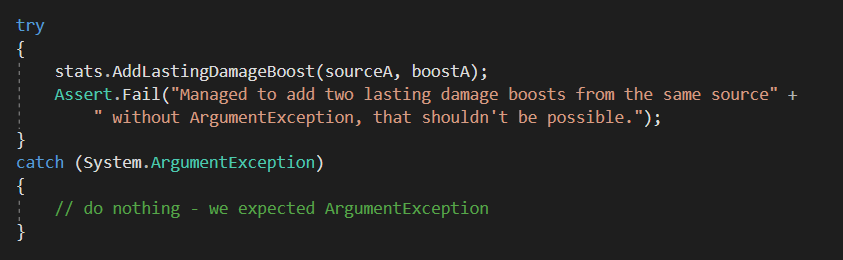 try
{
    stats.AddLastingDamageBoost(sourceA, boostA);
    Assert.Fail("Managed to add two lasting damage boosts from the same source" +
        " without ArgumentException, that shouldn't be possible.");
}
catch (System.ArgumentException)
{
    // do nothing - we expected ArgumentException
}